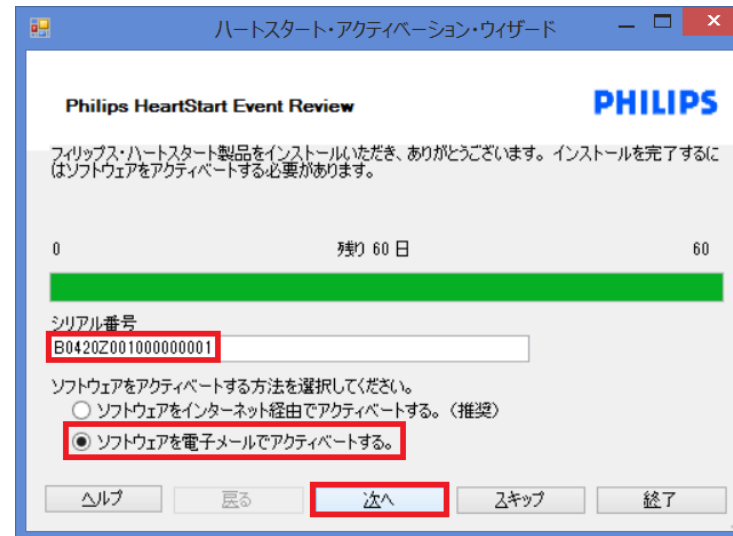 ハートスタート・アクティベーション・ウィザード
Philips HeartStart Event Review
PHILIPS
フィリップス・ハートスタート製品をインストールいただき、ありがとうございます。インストールを完了するに
はソフトウェアをアクティベートする必要があります。
0 残り 60 日 60
シリアル番号
B0420Z001000000001
ソフトウェアをアクティベートする方法を選択してください。
ソフトウェアをインターネット経由でアクティベートする。(推奨)
ソフトウェアを電子メールでアクティベートする。
ヘルプ 戻る 次へ スキップ 終了